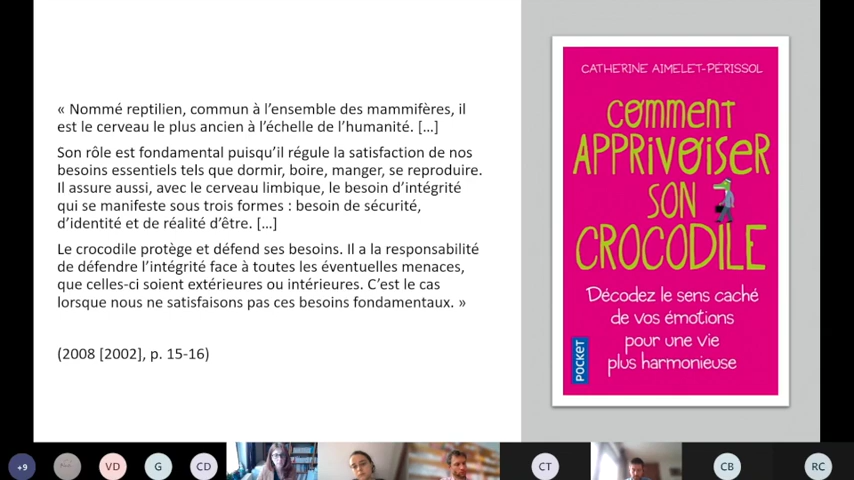 « Nommé reptilien, commun à l’ensemble des mammifères, il
est le cerveau le plus ancien à l’échelle de l’humanité. […]
Son rôle est fondamental puisqu’il régule la satisfaction de nos
besoins essentiels tels que dormir, boire, manger, se reproduire.
Il assure aussi, avec le cerveau limbique, le besoin d’intégrité
qui se manifeste sous trois formes : besoin de sécurité,
d’identité et de réalité d’être. […]
Le crocodile protège et défend ses besoins. Il a la responsabilité
de défendre l’intégrité face à toutes les éventuelles menaces,
que celles-ci soient extérieures ou intérieures. C’est le cas
lorsque nous ne satisfaisons pas ces besoins fondamentaux. »
(2008 [2002], p. 15-16)
CATHERINE AIMELET-PÉRISSOL
comment
APPRiVOiSER
SON
CROCODiLE
Décodez le sens caché
de vos émotions
pour une vie
plus harmonieuse
POCKET
+9
VD
G
CD
CT
CB
RC